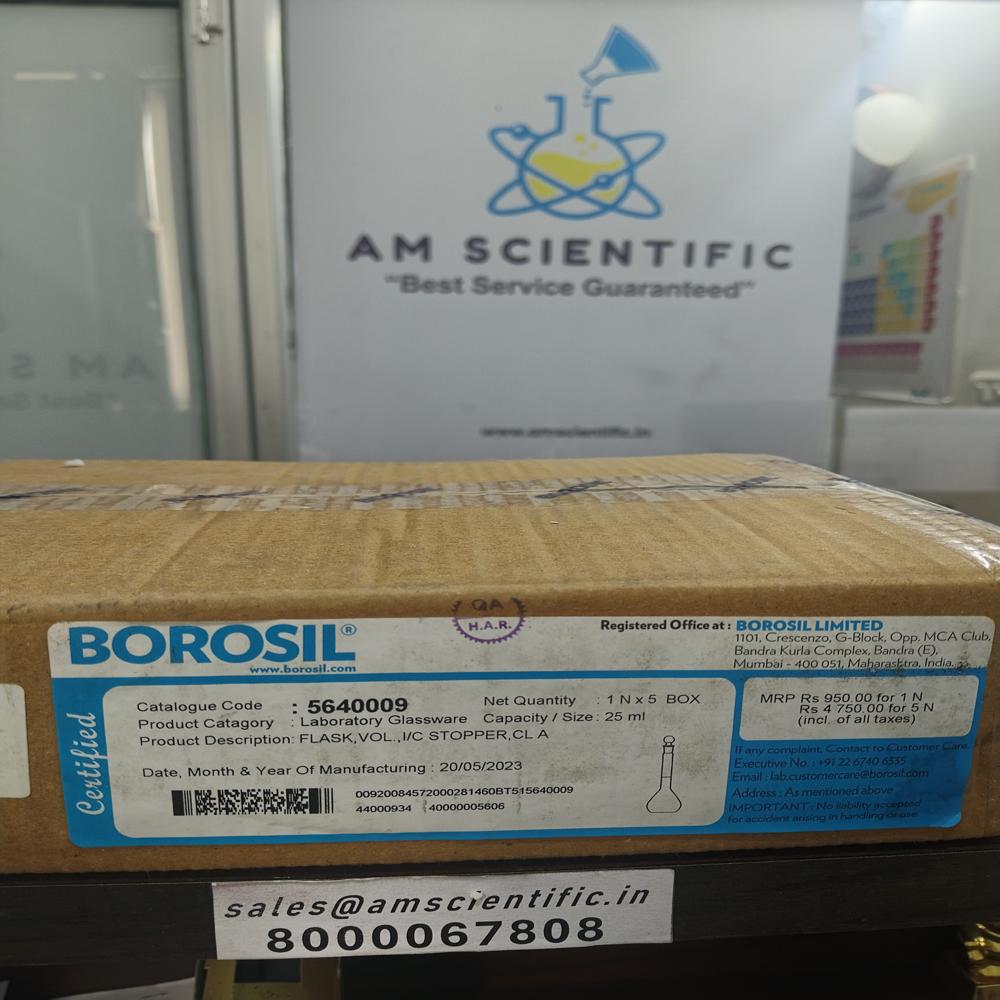 AM SCIENTIFIC
"Best Service Guaranteed"
www.amscientific.in
QA
H.A.R.
BOROSIL®
www.borosil.com
Registered Office at : BOROSIL LIMITED
1101, Crescenzo, G-Block, Opp. MCA Club,
Bandra Kurla Complex, Bandra (E),
Mumbai - 400 051, Maharashtra, India.
Certified
Catalogue Code : 5640009
Net Quantity : 1 N x 5 BOX
Product Catagory : Laboratory Glassware
Capacity / Size : 25 ml
Product Description: FLASK,VOL.,I/C STOPPER,CL A
Date, Month & Year Of Manufacturing : 20/05/2023
00920084572000281460BT515640009
44000934 40000005606
MRP Rs 950.00 for 1 N
Rs 4 750.00 for 5 N
(incl. of all taxes)
If any complaint, Contact to Customer Care
Executive No. : +91 22 6740 6335
Email : lab.customercare@borosil.com
Address : As mentioned above
IMPORTANT : No liability accepted
for accident arising in handling or use.
sales@amscientific.in
8000067808